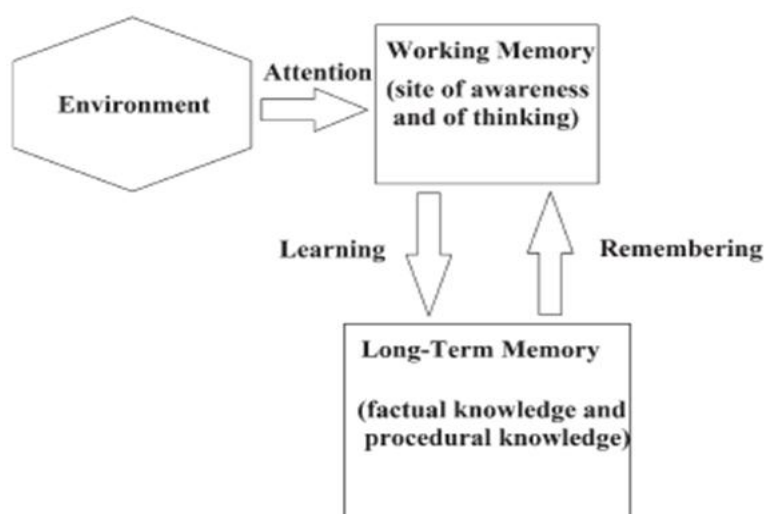 Environment
Attention
Working Memory
(site of awareness
and of thinking)
Learning
Remembering
Long-Term Memory
(factual knowledge and
procedural knowledge)